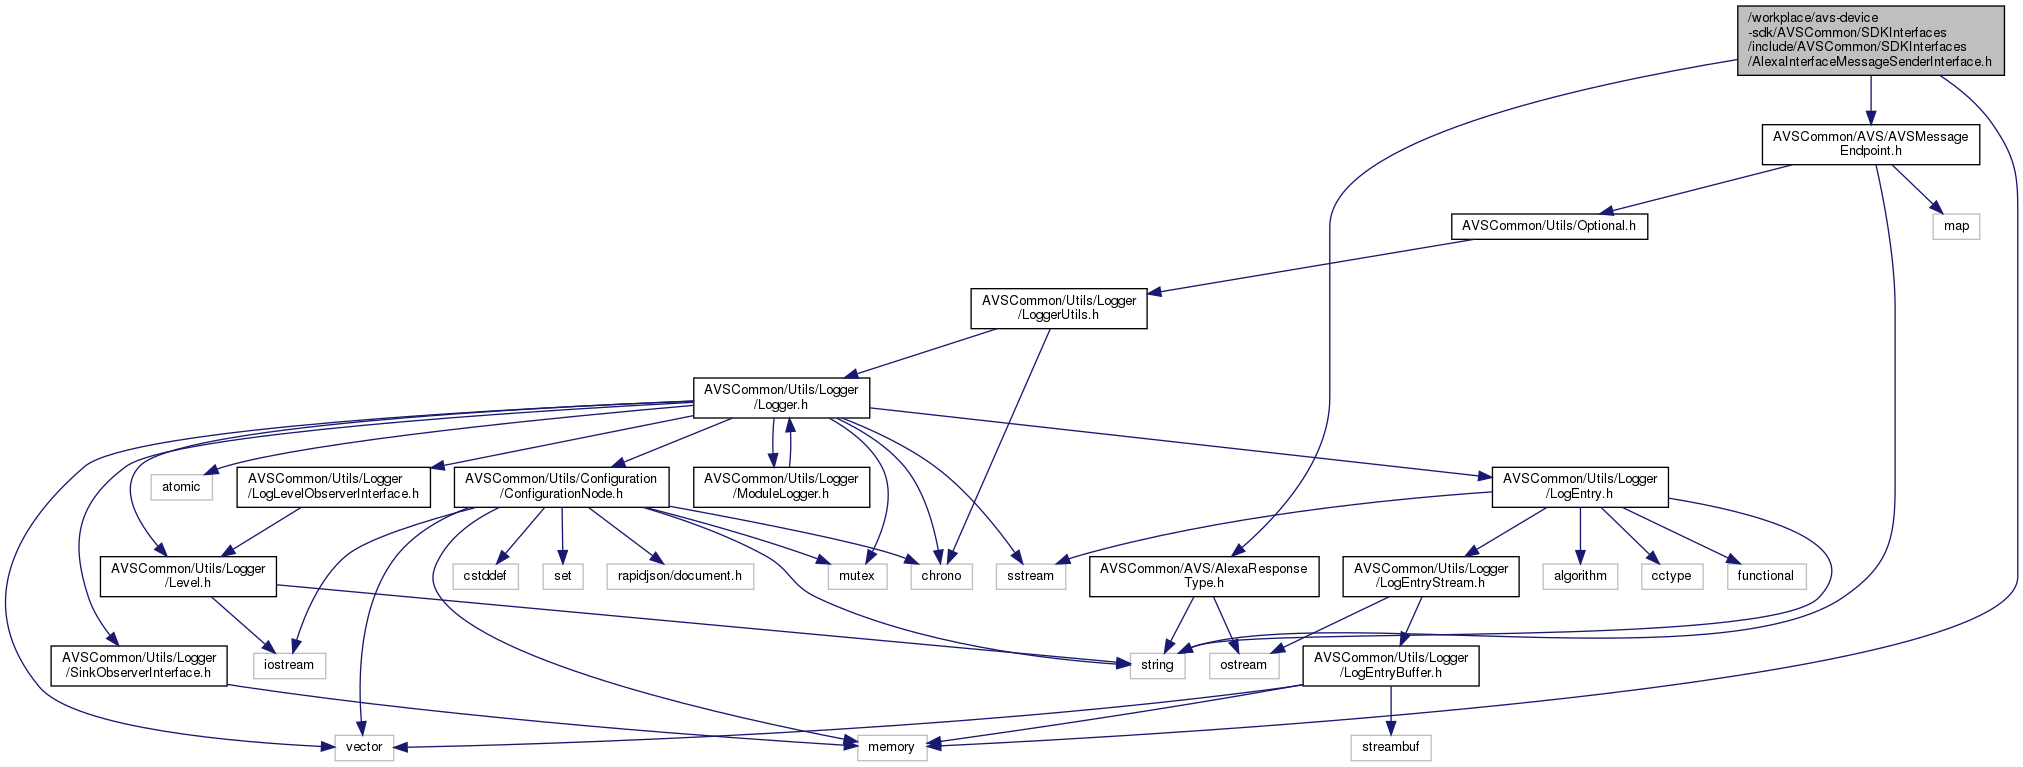 /workplace/avs-device
-sdk/AVSCommon/SDKInterfaces
/include/AVSCommon/SDKInterfaces
/AlexaInterfaceMessageSenderInterface.h
AVSCommon/AVS/AVSMessage
Endpoint.h
AVSCommon/Utils/Optional.h
map
AVSCommon/Utils/Logger
/LoggerUtils.h
AVSCommon/Utils/Logger
/Logger.h
atomic
AVSCommon/Utils/Logger
/LogLevelObserverInterface.h
AVSCommon/Utils/Configuration
/ConfigurationNode.h
AVSCommon/Utils/Logger
/ModuleLogger.h
AVSCommon/Utils/Logger
/LogEntry.h
AVSCommon/Utils/Logger
/Level.h
cstddef
set
rapidjson/document.h
mutex
chrono
sstream
AVSCommon/AVS/AlexaResponse
Type.h
AVSCommon/Utils/Logger
/LogEntryStream.h
algorithm
cctype
functional
AVSCommon/Utils/Logger
/SinkObserverInterface.h
iostream
string
ostream
AVSCommon/Utils/Logger
/LogEntryBuffer.h
vector
memory
streambuf